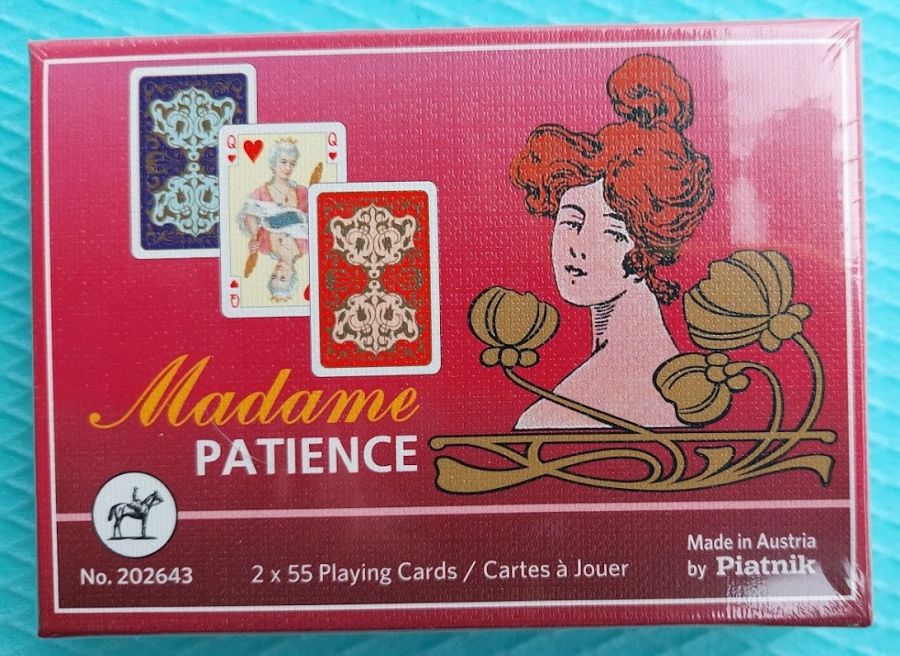 Q Q
Q
Madame
PATIENCE
No. 202643
2 x 55 Playing Cards / Cartes à Jouer
Made in Austria
by Piatnik